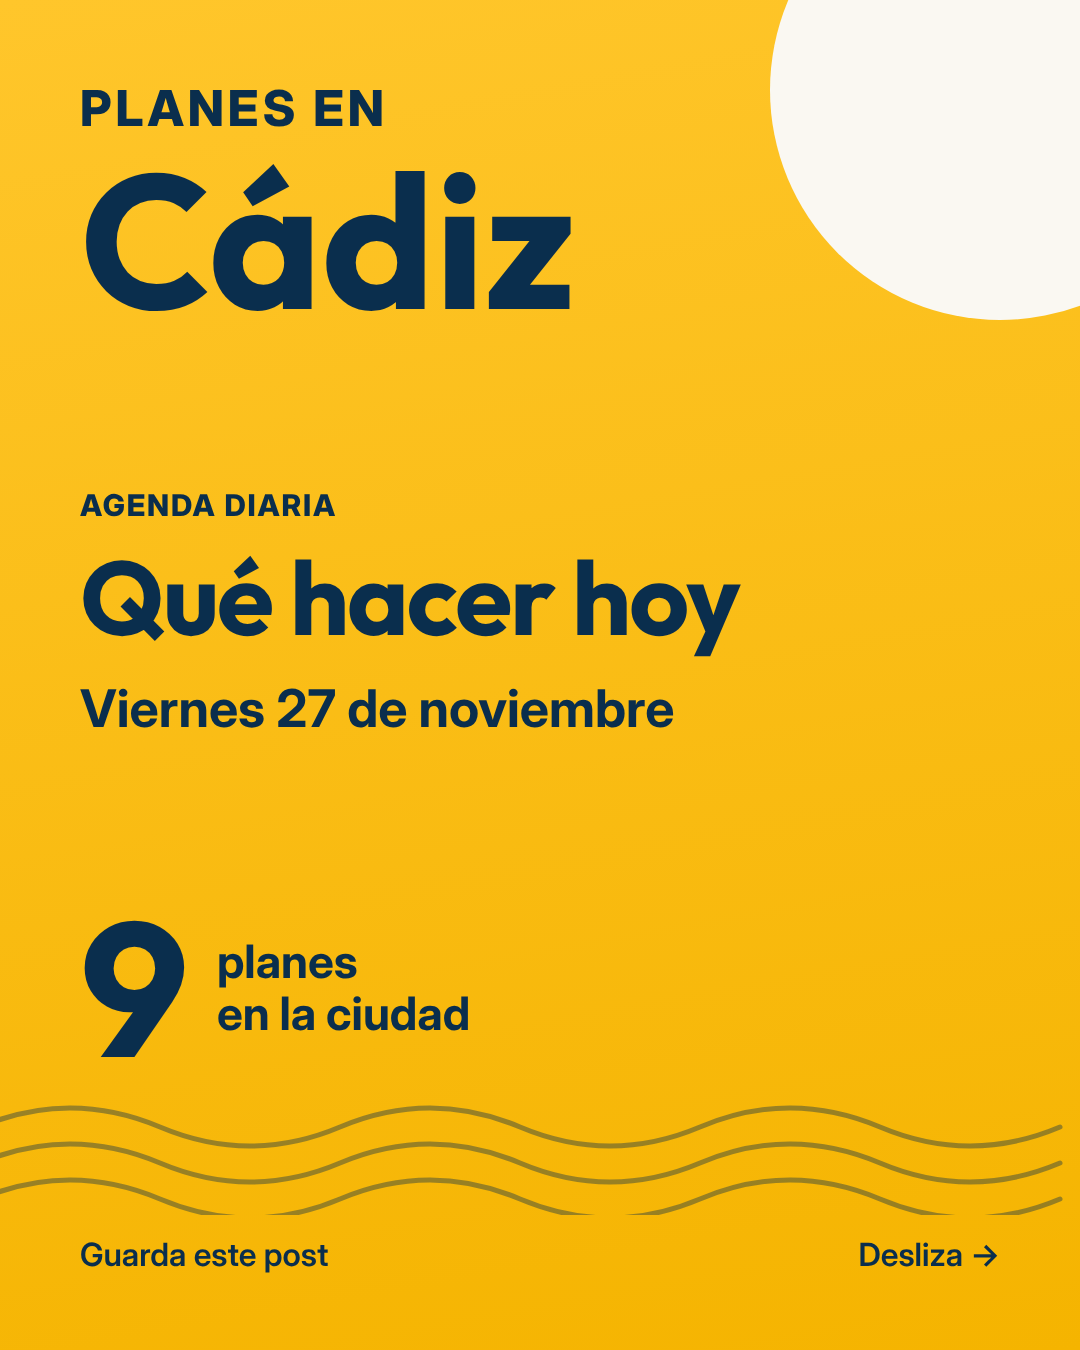 PLANES EN
Cádiz
AGENDA DIARIA
Qué hacer hoy
Viernes 27 de noviembre
9 planes
en la ciudad
Guarda este post
Desliza →